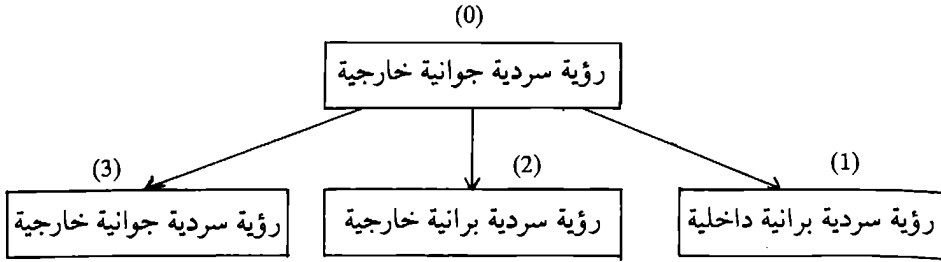 (0)
رؤية سردية جوانية خارجية
(1)
رؤية سردية برانية داخلية
(2)
رؤية سردية برانية خارجية
(3)
رؤية سردية جوانية خارجية